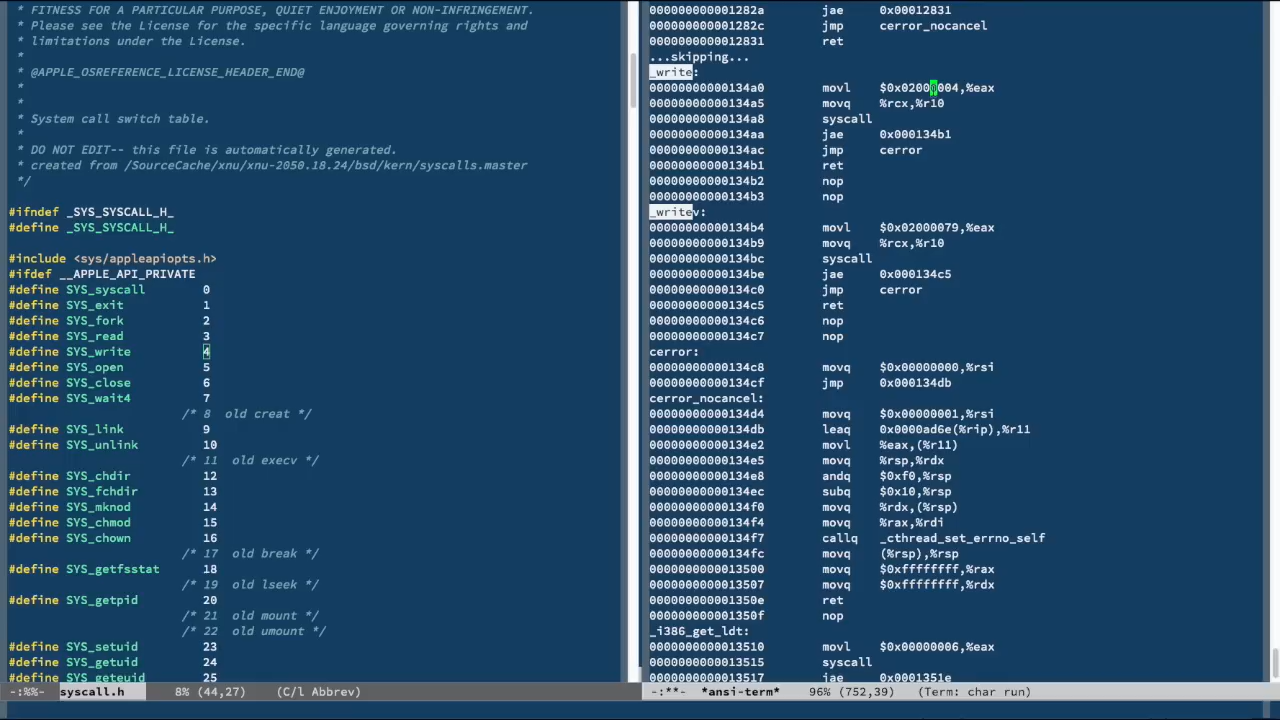 * FITNESS FOR A PARTICULAR PURPOSE, QUIET ENJOYMENT OR NON-INFRINGEMENT.
* Please see the License for the specific language governing rights and
* limitations under the License.
*
* @APPLE_OSREFERENCE_LICENSE_HEADER_END@
*
*
* System call switch table.
*
* DO NOT EDIT-- this file is automatically generated.
* created from /SourceCache/xnu/xnu-2050.18.24/bsd/kern/syscalls.master
*/
#ifndef _SYS_SYSCALL_H_
#define _SYS_SYSCALL_H_
#include <sys/appleapiopts.h>
#ifdef __APPLE_API_PRIVATE
#define SYS_syscall 0
#define SYS_exit 1
#define SYS_fork 2
#define SYS_read 3
#define SYS_write 4
#define SYS_open 5
#define SYS_close 6
#define SYS_wait4 7
/* 8 old creat */
#define SYS_link 9
#define SYS_unlink 10
/* 11 old execv */
#define SYS_chdir 12
#define SYS_fchdir 13
#define SYS_mknod 14
#define SYS_chmod 15
#define SYS_chown 16
/* 17 old break */
#define SYS_getfsstat 18
/* 19 old lseek */
#define SYS_getpid 20
/* 21 old mount */
/* 22 old umount */
#define SYS_setuid 23
#define SYS_getuid 24
#define SYS_geteuid 25
-:%%- syscall.h 8% (44,27) (C/l Abbrev)
000000000001282a jae 0x00012831
000000000001282c jmp cerror_nocancel
0000000000012831 ret
...skipping...
_write:
00000000000134a0 movl $0x02000004,%eax
00000000000134a5 movq %rcx,%r10
00000000000134a8 syscall
00000000000134aa jae 0x000134b1
00000000000134ac jmp cerror
00000000000134b1 ret
00000000000134b2 nop
00000000000134b3 nop
_writev:
00000000000134b4 movl $0x02000079,%eax
00000000000134b9 movq %rcx,%r10
00000000000134bc syscall
00000000000134be jae 0x000134c5
00000000000134c0 jmp cerror
00000000000134c5 ret
00000000000134c6 nop
00000000000134c7 nop
cerror:
00000000000134c8 movq $0x00000000,%rsi
00000000000134cf jmp 0x000134db
cerror_nocancel:
00000000000134d4 movq $0x00000001,%rsi
00000000000134db leaq 0x0000ad6e(%rip),%r11
00000000000134e2 movl %eax,(%r11)
00000000000134e5 movq %rsp,%rdx
00000000000134e8 andq $0xf0,%rsp
00000000000134ec subq $0x10,%rsp
00000000000134f0 movq %rdx,(%rsp)
00000000000134f4 movq %rax,%rdi
00000000000134f7 callq _cthread_set_errno_self
00000000000134fc movq (%rsp),%rsp
0000000000013500 movq $0xffffffff,%rax
0000000000013507 movq $0xffffffff,%rdx
000000000001350e ret
000000000001350f nop
_i386_get_ldt:
0000000000013510 movl $0x00000006,%eax
0000000000013515 syscall
0000000000013517 jae 0x0001351e
-:**- *ansi-term* 96% (752,39) (Term: char run)